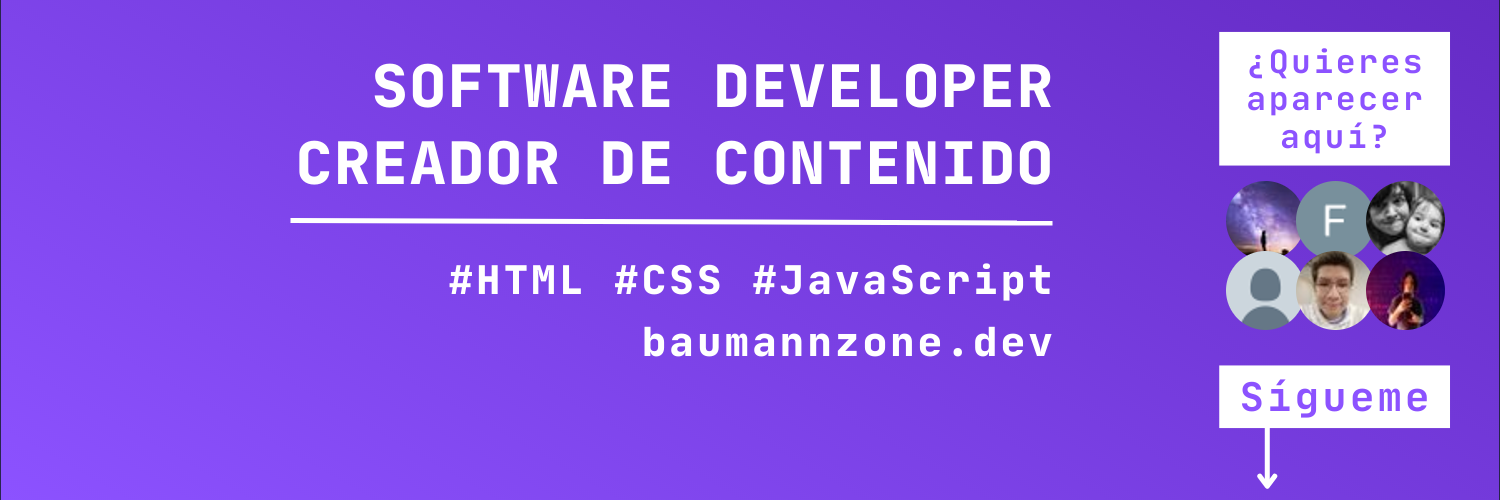 SOFTWARE DEVELOPER
CREADOR DE CONTENIDO
#HTML #CSS #JavaScript
baumannzone.dev
¿Quieres
aparecer
aquí?
F
Sígueme